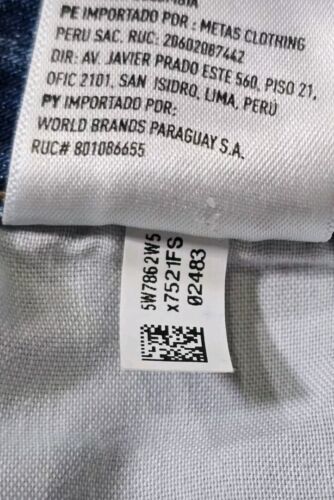 PE IMPORTADO POR : METAS CLOTHING
PERU SAC. RUC: 20602087442
DIR: AV. JAVIER PRADO ESTE 560, PISO 21,
OFIC 2101, SAN ISIDRO, LIMA, PERÚ
PY IMPORTADO POR:
WORLD BRANDS PARAGUAY S.A.
RUC# 801086655
5W7862W5
x7521FS
02483